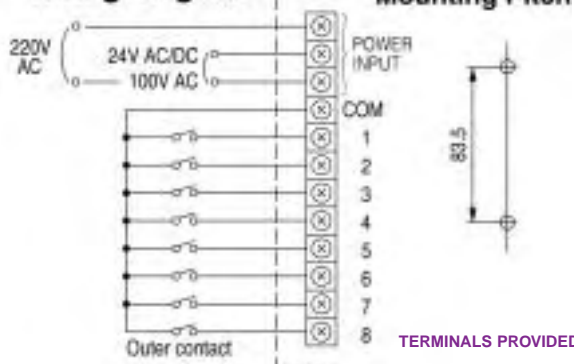 Mounting
220V AC
24V AC/DC
100V AC
POWER INPUT
COM
1
2
3
4
5
6
7
8
83.5
Outer contact
TERMINALS PROVIDED